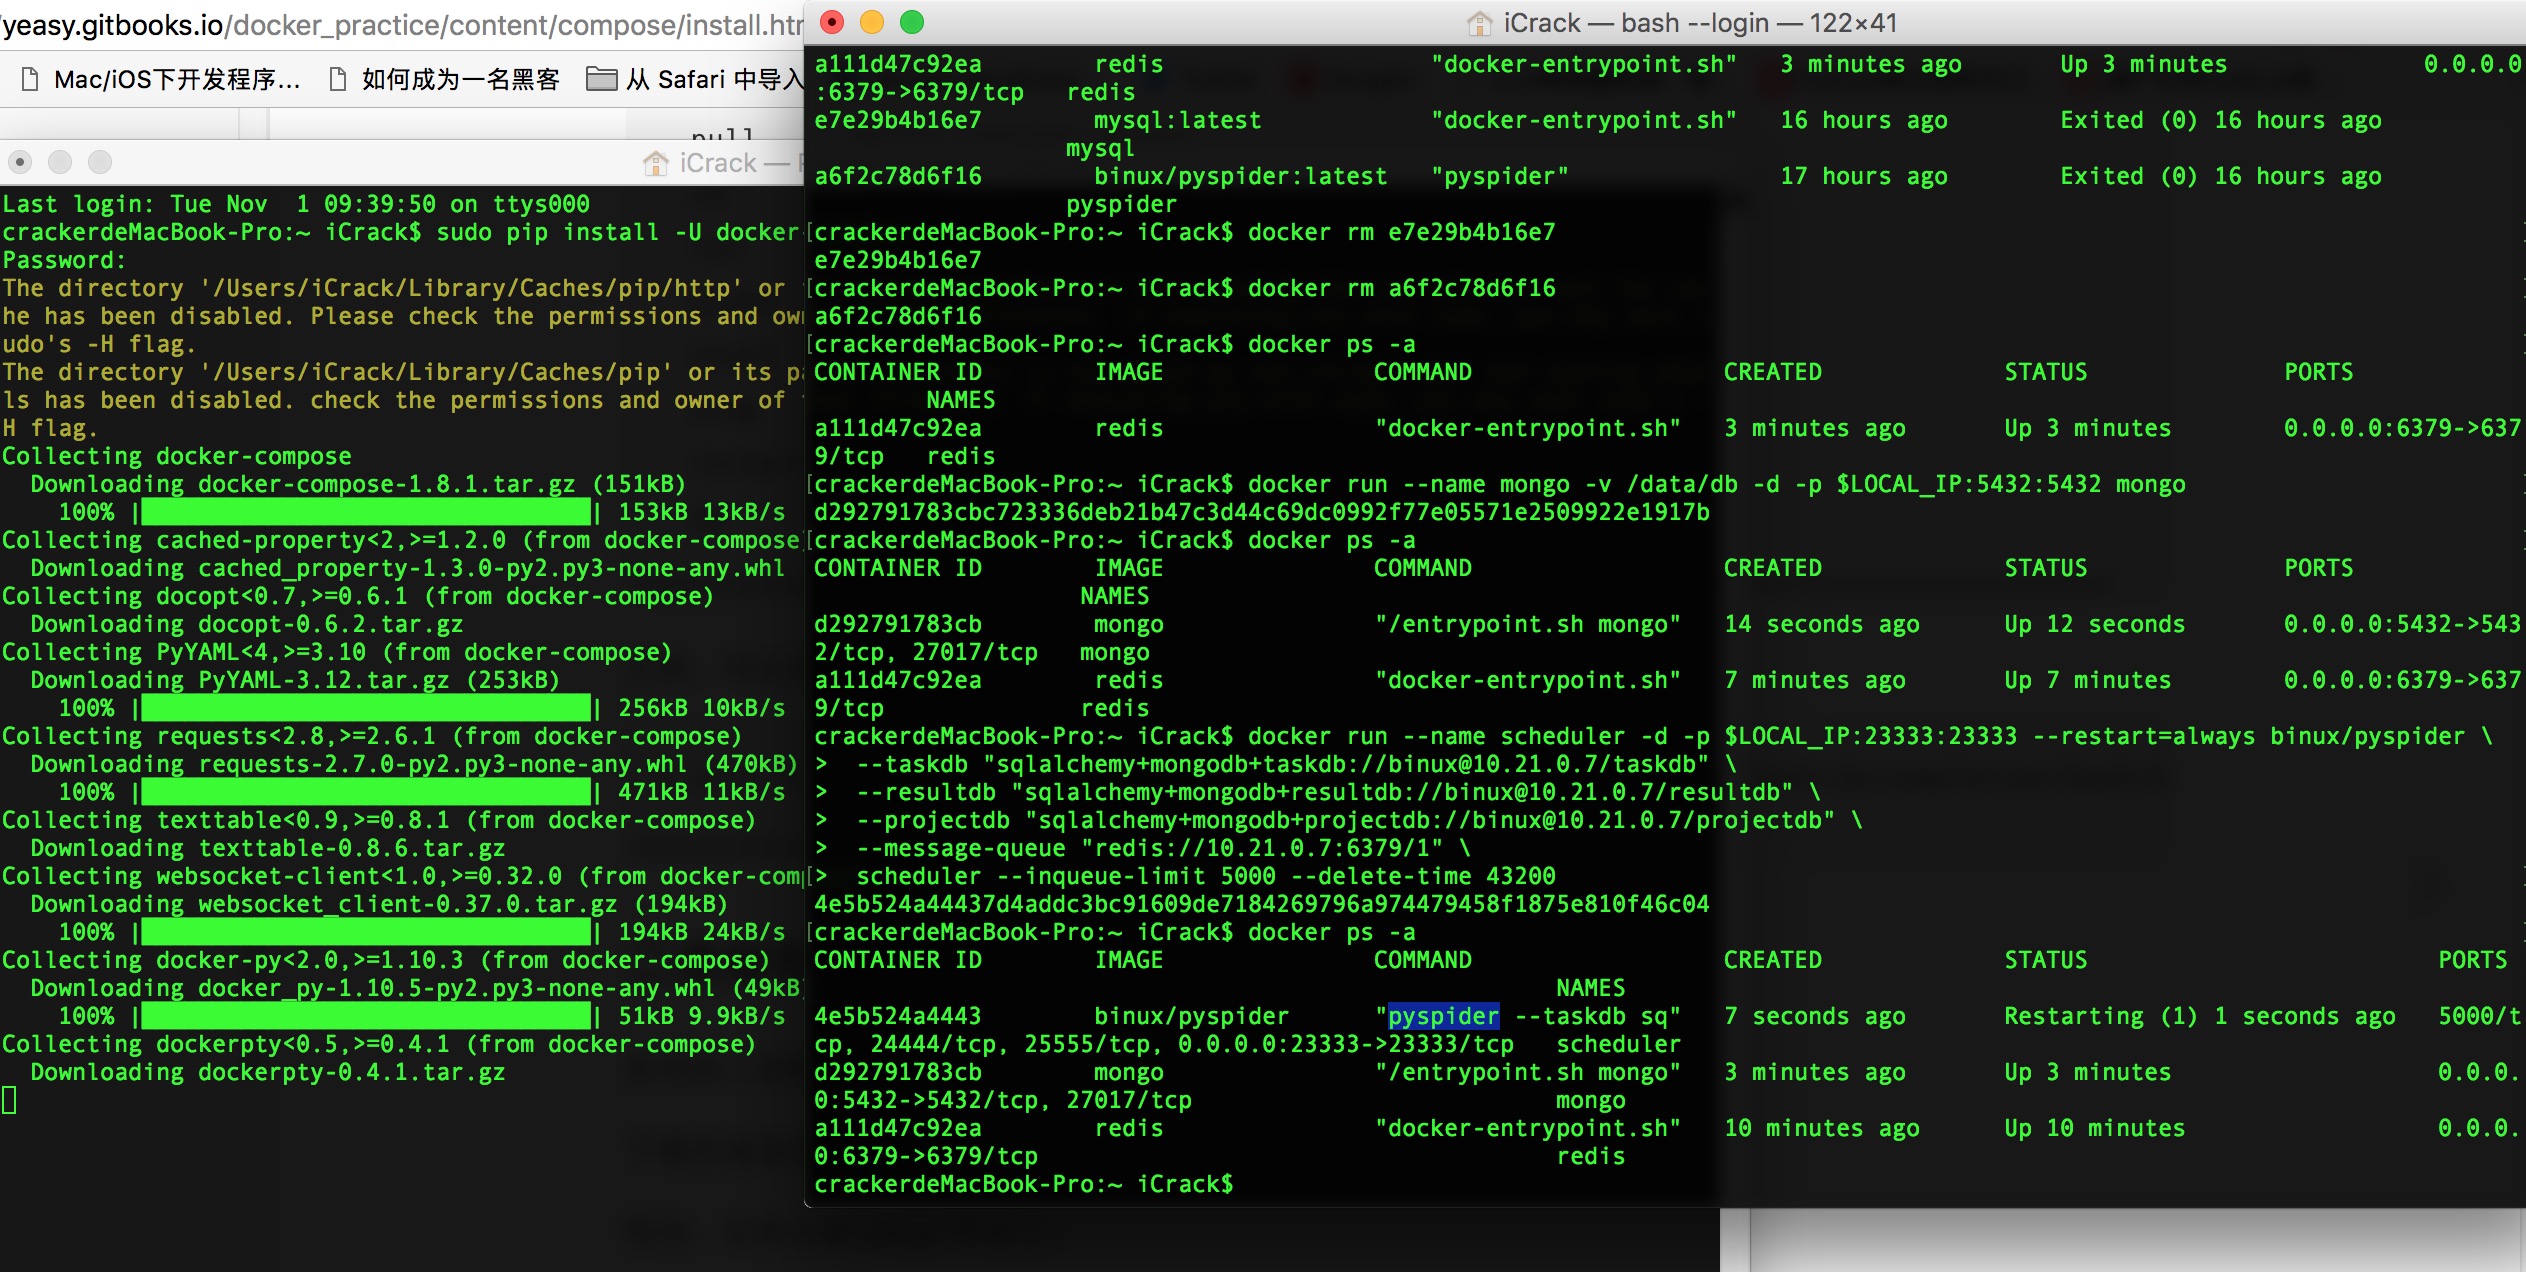 yeasy.gitbooks.io/docker_practice/content/compose/install.htm
Mac/iOS下开发程序... 如何成为一名黑客 从 Safari 中导入
iCrack —
Last login: Tue Nov  1 09:39:50 on ttys000
crackerdeMacBook-Pro:~ iCrack$ sudo pip install -U docker-
Password:
The directory '/Users/iCrack/Library/Caches/pip/http' or
he has been disabled. Please check the permissions and own
udo's -H flag.
The directory '/Users/iCrack/Library/Caches/pip' or its pa
ls has been disabled. check the permissions and owner of
H flag.
Collecting docker-compose
  Downloading docker-compose-1.8.1.tar.gz (151kB)
    100% || 153kB 13kB/s
Collecting cached-property<2,>=1.2.0 (from docker-compose)
  Downloading cached_property-1.3.0-py2.py3-none-any.whl
Collecting docopt<0.7,>=0.6.1 (from docker-compose)
  Downloading docopt-0.6.2.tar.gz
Collecting PyYAML<4,>=3.10 (from docker-compose)
  Downloading PyYAML-3.12.tar.gz (253kB)
    100% || 256kB 10kB/s
Collecting requests<2.8,>=2.6.1 (from docker-compose)
  Downloading requests-2.7.0-py2.py3-none-any.whl (470kB)
    100% || 471kB 11kB/s
Collecting texttable<0.9,>=0.8.1 (from docker-compose)
  Downloading texttable-0.8.6.tar.gz
Collecting websocket-client<1.0,>=0.32.0 (from docker-comp
  Downloading websocket_client-0.37.0.tar.gz (194kB)
    100% || 194kB 24kB/s
Collecting docker-py<2.0,>=1.10.3 (from docker-compose)
  Downloading docker_py-1.10.5-py2.py3-none-any.whl (49kB)
    100% || 51kB 9.9kB/s
Collecting dockerpty<0.5,>=0.4.1 (from docker-compose)
  Downloading dockerpty-0.4.1.tar.gz
iCrack — bash --login — 122×41
a111d47c92ea        redis                   "docker-entrypoint.sh"   3 minutes ago       Up 3 minutes              0.0.0.0
:6379->6379/tcp   redis
e7e29b4b16e7        mysql:latest            "docker-entrypoint.sh"   16 hours ago        Exited (0) 16 hours ago
                  mysql
a6f2c78d6f16        binux/pyspider:latest   "pyspider"               17 hours ago        Exited (0) 16 hours ago
                  pyspider
[crackerdeMacBook-Pro:~ iCrack$ docker rm e7e29b4b16e7
e7e29b4b16e7
[crackerdeMacBook-Pro:~ iCrack$ docker rm a6f2c78d6f16
a6f2c78d6f16
[crackerdeMacBook-Pro:~ iCrack$ docker ps -a
CONTAINER ID        IMAGE               COMMAND                  CREATED             STATUS              PORTS
        NAMES
a111d47c92ea        redis               "docker-entrypoint.sh"   3 minutes ago       Up 3 minutes        0.0.0.0:6379->637
9/tcp   redis
[crackerdeMacBook-Pro:~ iCrack$ docker run --name mongo -v /data/db -d -p $LOCAL_IP:5432:5432 mongo
d292791783cbc723336deb21b47c3d44c69dc0992f77e05571e2509922e1917b
[crackerdeMacBook-Pro:~ iCrack$ docker ps -a
CONTAINER ID        IMAGE               COMMAND                  CREATED             STATUS              PORTS
                   NAMES
d292791783cb        mongo               "/entrypoint.sh mongo"   14 seconds ago      Up 12 seconds       0.0.0.0:5432->543
2/tcp, 27017/tcp   mongo
a111d47c92ea        redis               "docker-entrypoint.sh"   7 minutes ago       Up 7 minutes        0.0.0.0:6379->637
9/tcp              redis
crackerdeMacBook-Pro:~ iCrack$ docker run --name scheduler -d -p $LOCAL_IP:23333:23333 --restart=always binux/pyspider \
>  --taskdb "sqlalchemy+mongodb+taskdb://binux@10.21.0.7/taskdb" \
>  --resultdb "sqlalchemy+mongodb+resultdb://binux@10.21.0.7/resultdb" \
>  --projectdb "sqlalchemy+mongodb+projectdb://binux@10.21.0.7/projectdb" \
>  --message-queue "redis://10.21.0.7:6379/1" \
[>  scheduler --inqueue-limit 5000 --delete-time 43200
4e5b524a44437d4addc3bc91609de7184269796a974479458f1875e810f46c04
[crackerdeMacBook-Pro:~ iCrack$ docker ps -a
CONTAINER ID        IMAGE               COMMAND                  CREATED             STATUS                         PORTS
                                                     NAMES
4e5b524a4443        binux/pyspider      "pyspider --taskdb sq"   7 seconds ago       Restarting (1) 1 seconds ago   5000/t
cp, 24444/tcp, 25555/tcp, 0.0.0.0:23333->23333/tcp   scheduler
d292791783cb        mongo               "/entrypoint.sh mongo"   3 minutes ago       Up 3 minutes                   0.0.0.
0:5432->5432/tcp, 27017/tcp                          mongo
a111d47c92ea        redis               "docker-entrypoint.sh"   10 minutes ago      Up 10 minutes                  0.0.0.
0:6379->6379/tcp                                     redis
crackerdeMacBook-Pro:~ iCrack$